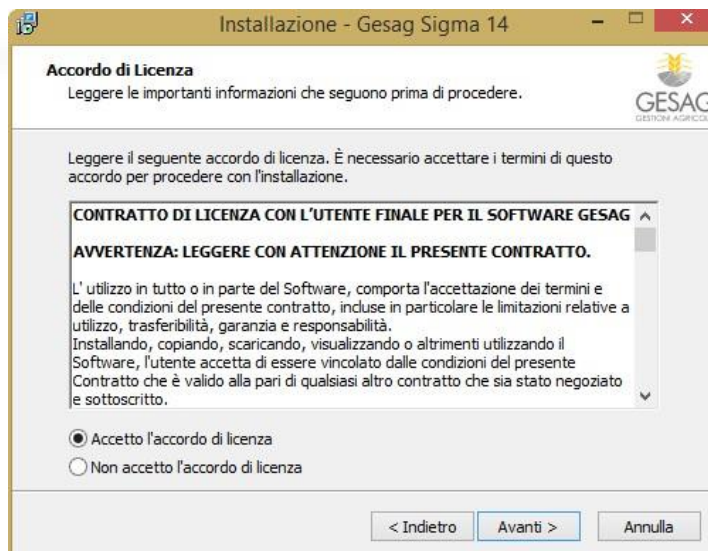 Installazione - Gesag Sigma 14
Accordo di Licenza
Leggere le importanti informazioni che seguono prima di procedere.
GESAG
GESTIONI AGRICOL
Leggere il seguente accordo di licenza. È necessario accettare i termini di questo
accordo per procedere con l'installazione.
CONTRATTO DI LICENZA CON L'UTENTE FINALE PER IL SOFTWARE GESAG
AVVERTENZA: LEGGERE CON ATTENZIONE IL PRESENTE CONTRATTO.
L' utilizzo in tutto o in parte del Software, comporta l'accettazione dei termini e
delle condizioni del presente contratto, incluse in particolare le limitazioni relative a
utilizzo, trasferibilità, garanzia e responsabilità.
Installando, copiando, scaricando, visualizzando o altrimenti utilizzando il
Software, l'utente accetta di essere vincolato dalle condizioni del presente
Contratto che è valido alla pari di qualsiasi altro contratto che sia stato negoziato
e sottoscritto.
Accetto l'accordo di licenza
Non accetto l'accordo di licenza
< Indietro
Avanti >
Annulla